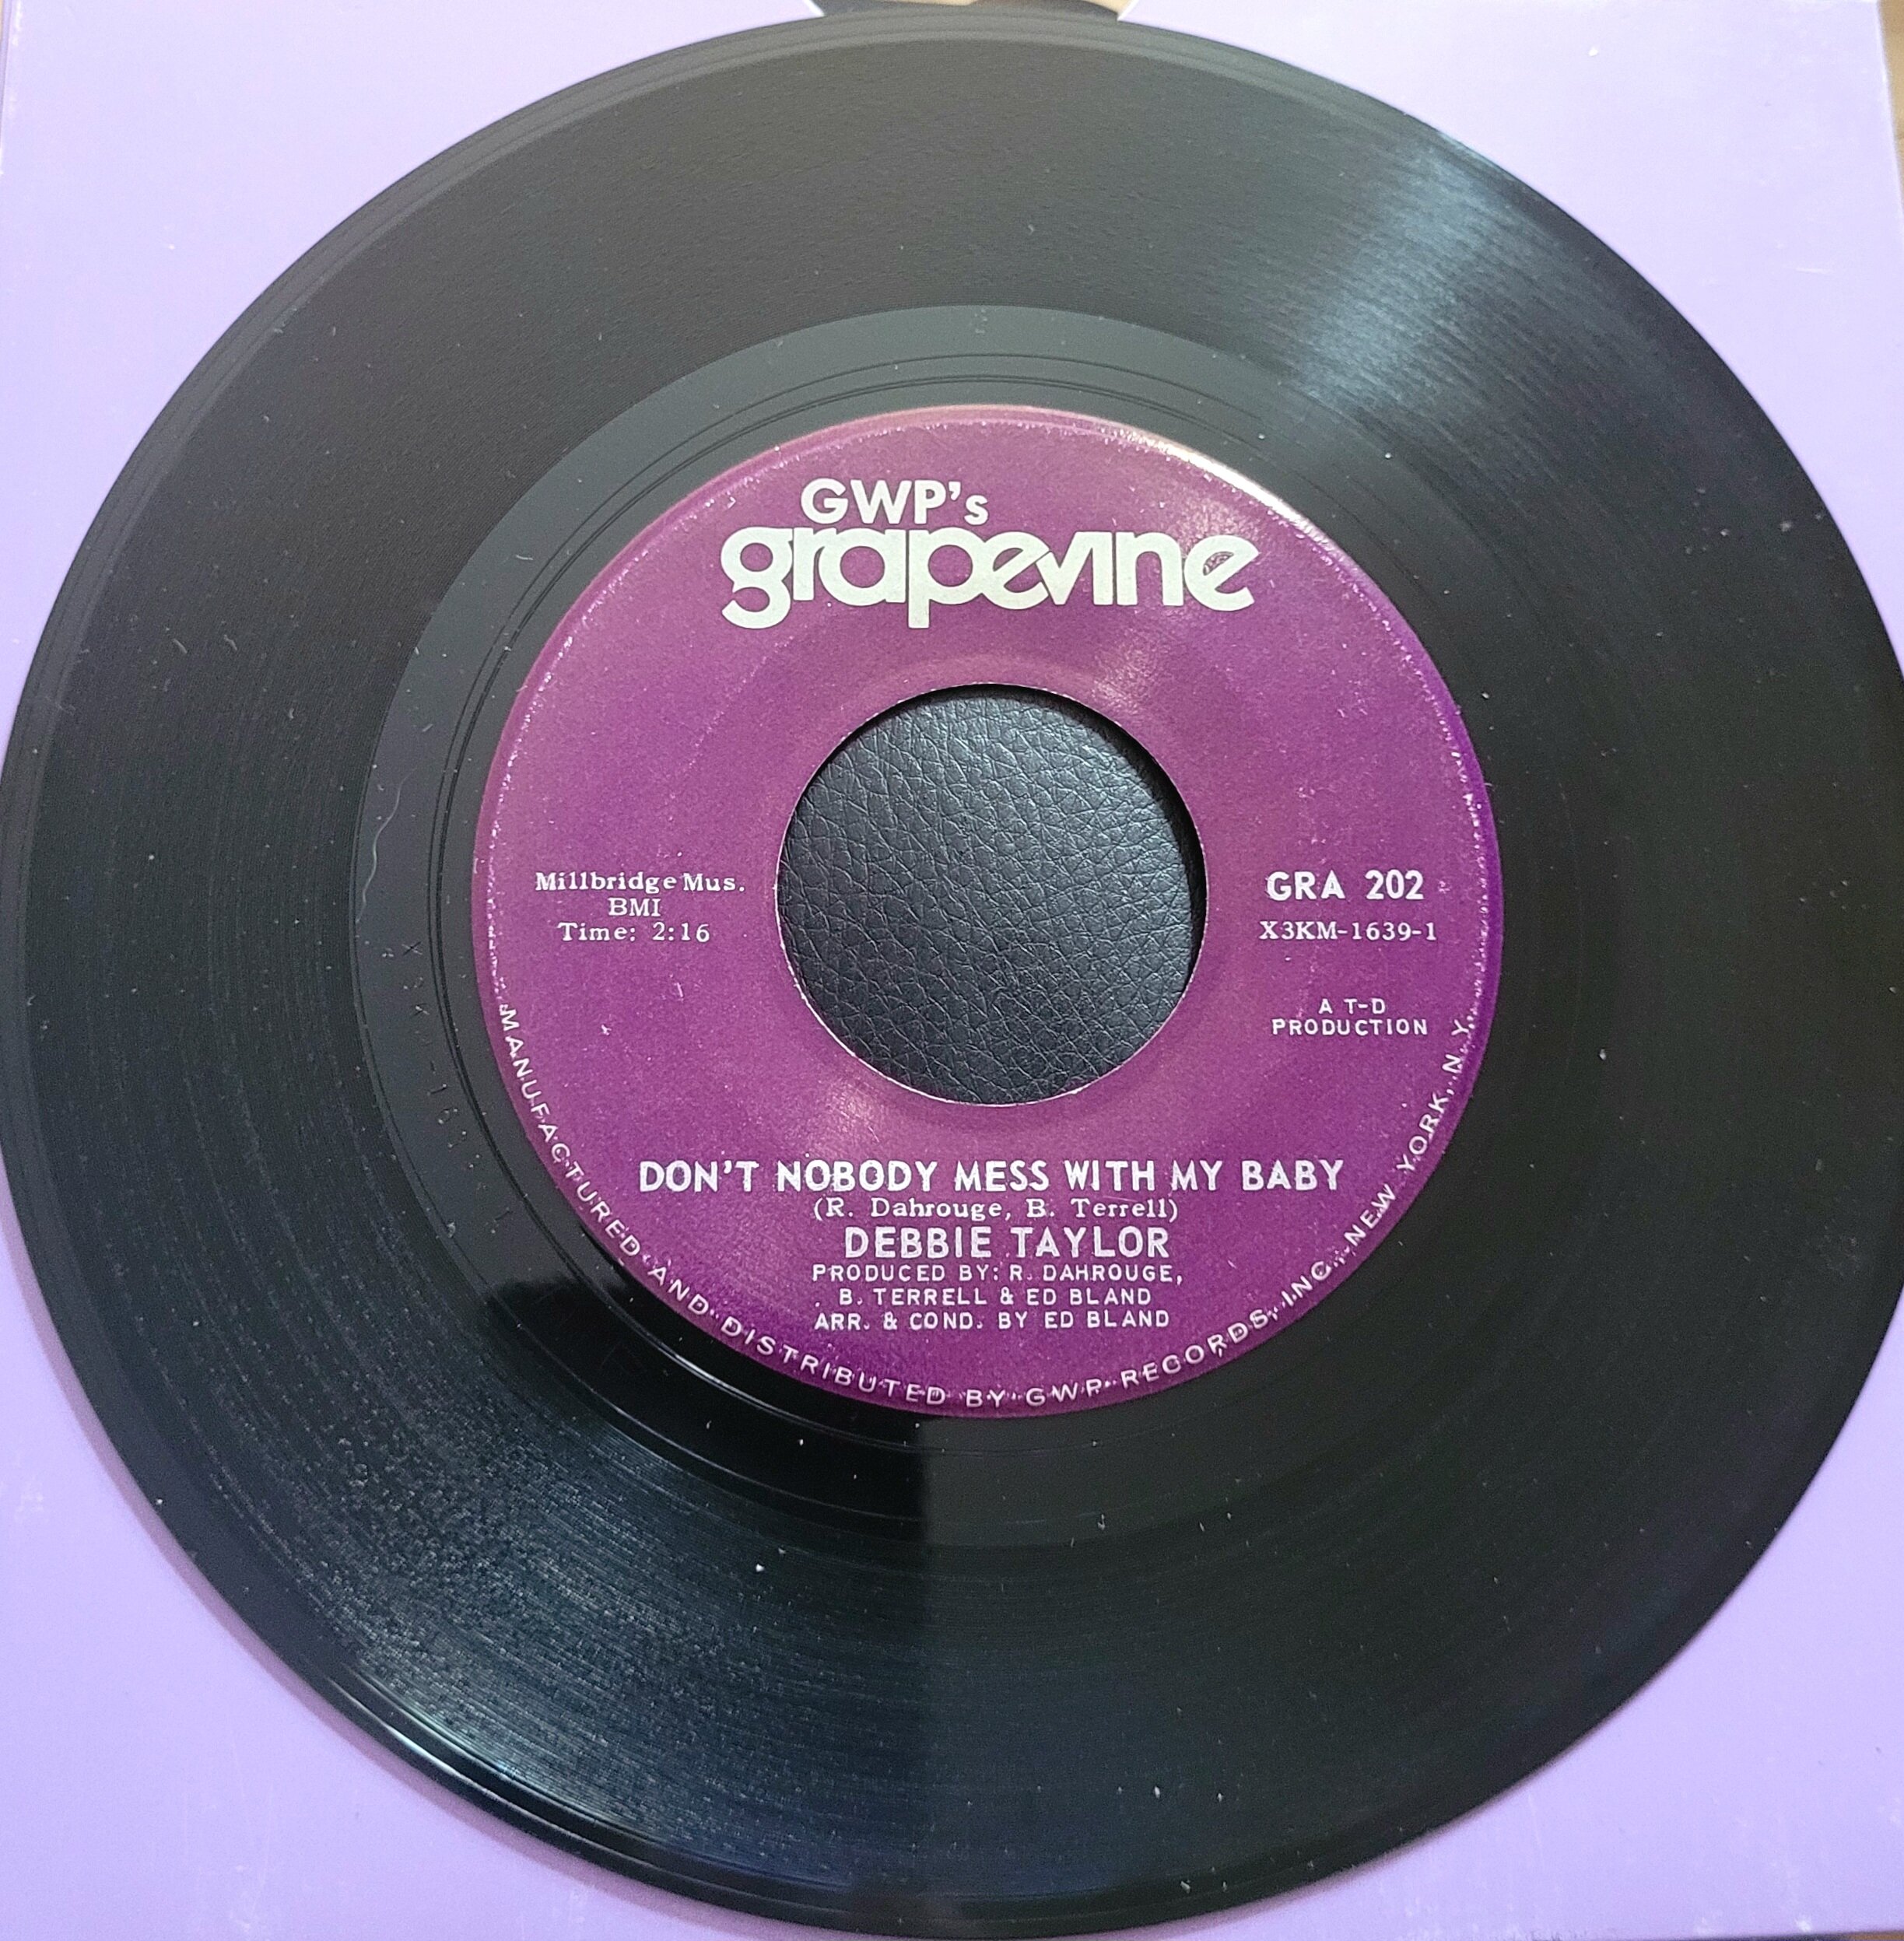 GWP's
grapevine
Millbridge Mus.
BMI
Time: 2:16
GRA 202
X3KM-1639-1
A T-D
PRODUCTION
DON'T NOBODY MESS WITH MY BABY
(R. Dahrouge, B. Terrell)
DEBBIE TAYLOR
PRODUCED BY: R. DAHROUGE,
B. TERRELL & ED BLAND
ARR. & COND. BY ED BLAND
MANUFACTURED AND DISTRIBUTED BY GWP RECORDS, INC., NEW YORK, N.Y.